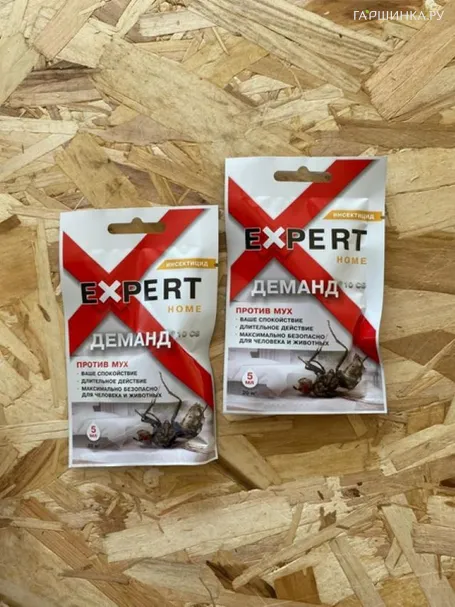 ГАРШИНКА.РУ
ИНСЕКТИЦИД
EXPERT
HOME
ДЕМАНД 10 CS
ПРОТИВ МУХ
· ВАШЕ СПОКОЙСТВИЕ
· ДЛИТЕЛЬНОЕ ДЕЙСТВИЕ
· МАКСИМАЛЬНО БЕЗОПАСНО
ДЛЯ ЧЕЛОВЕКА И ЖИВОТНЫХ
5
МЛ
ИНСЕКТИЦИД
EXPERT
HOME
ДЕМАНД 10 CS
ПРОТИВ МУХ
· ВАШЕ СПОКОЙСТВИЕ
· ДЛИТЕЛЬНОЕ ДЕЙСТВИЕ
· МАКСИМАЛЬНО БЕЗОПАСНО
ДЛЯ ЧЕЛОВЕКА И ЖИВОТНЫХ
5
МЛ